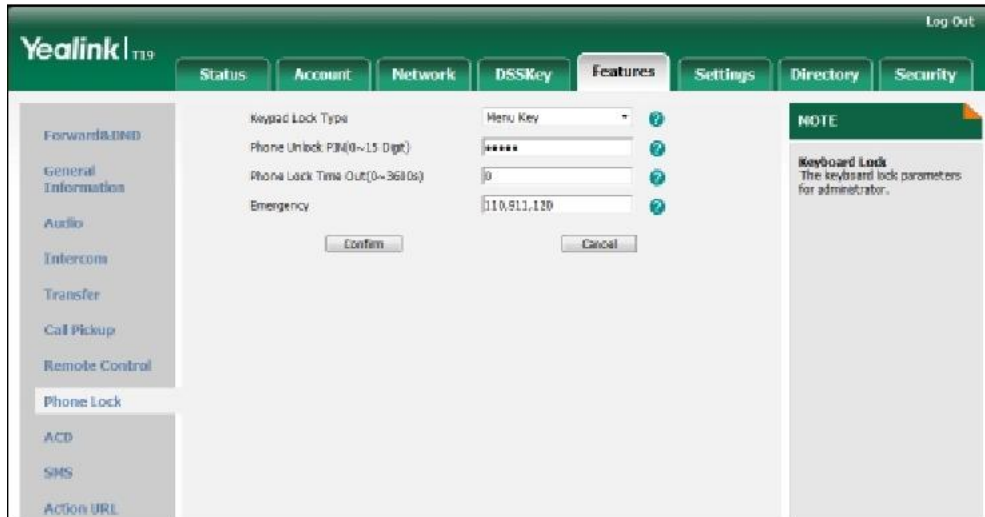 Log Out
Yealink T19
Status Account Network DSSKey Features Settings Directory Security
Forward&DND
General
Information
Audio
Intercom
Transfer
Call Pickup
Remote Control
Phone Lock
ACD
SMS
Action URL
Keypad Lock Type Menu Key
Phone Unlock PIN(0~15 Digit) •••••
Phone Lock Time Out(0~3600s) 0
Emergency 110,911,120
Confirm Cancel
NOTE
Keyboard Lock
The keyboard lock parameters
for administrator.